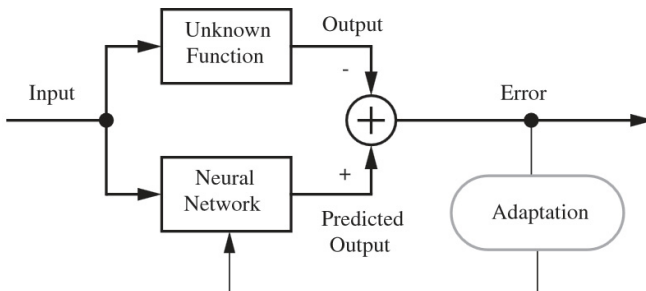 Unknown
Function
Output
-
Input
Error
+
Neural
Network
Predicted
Output
Adaptation